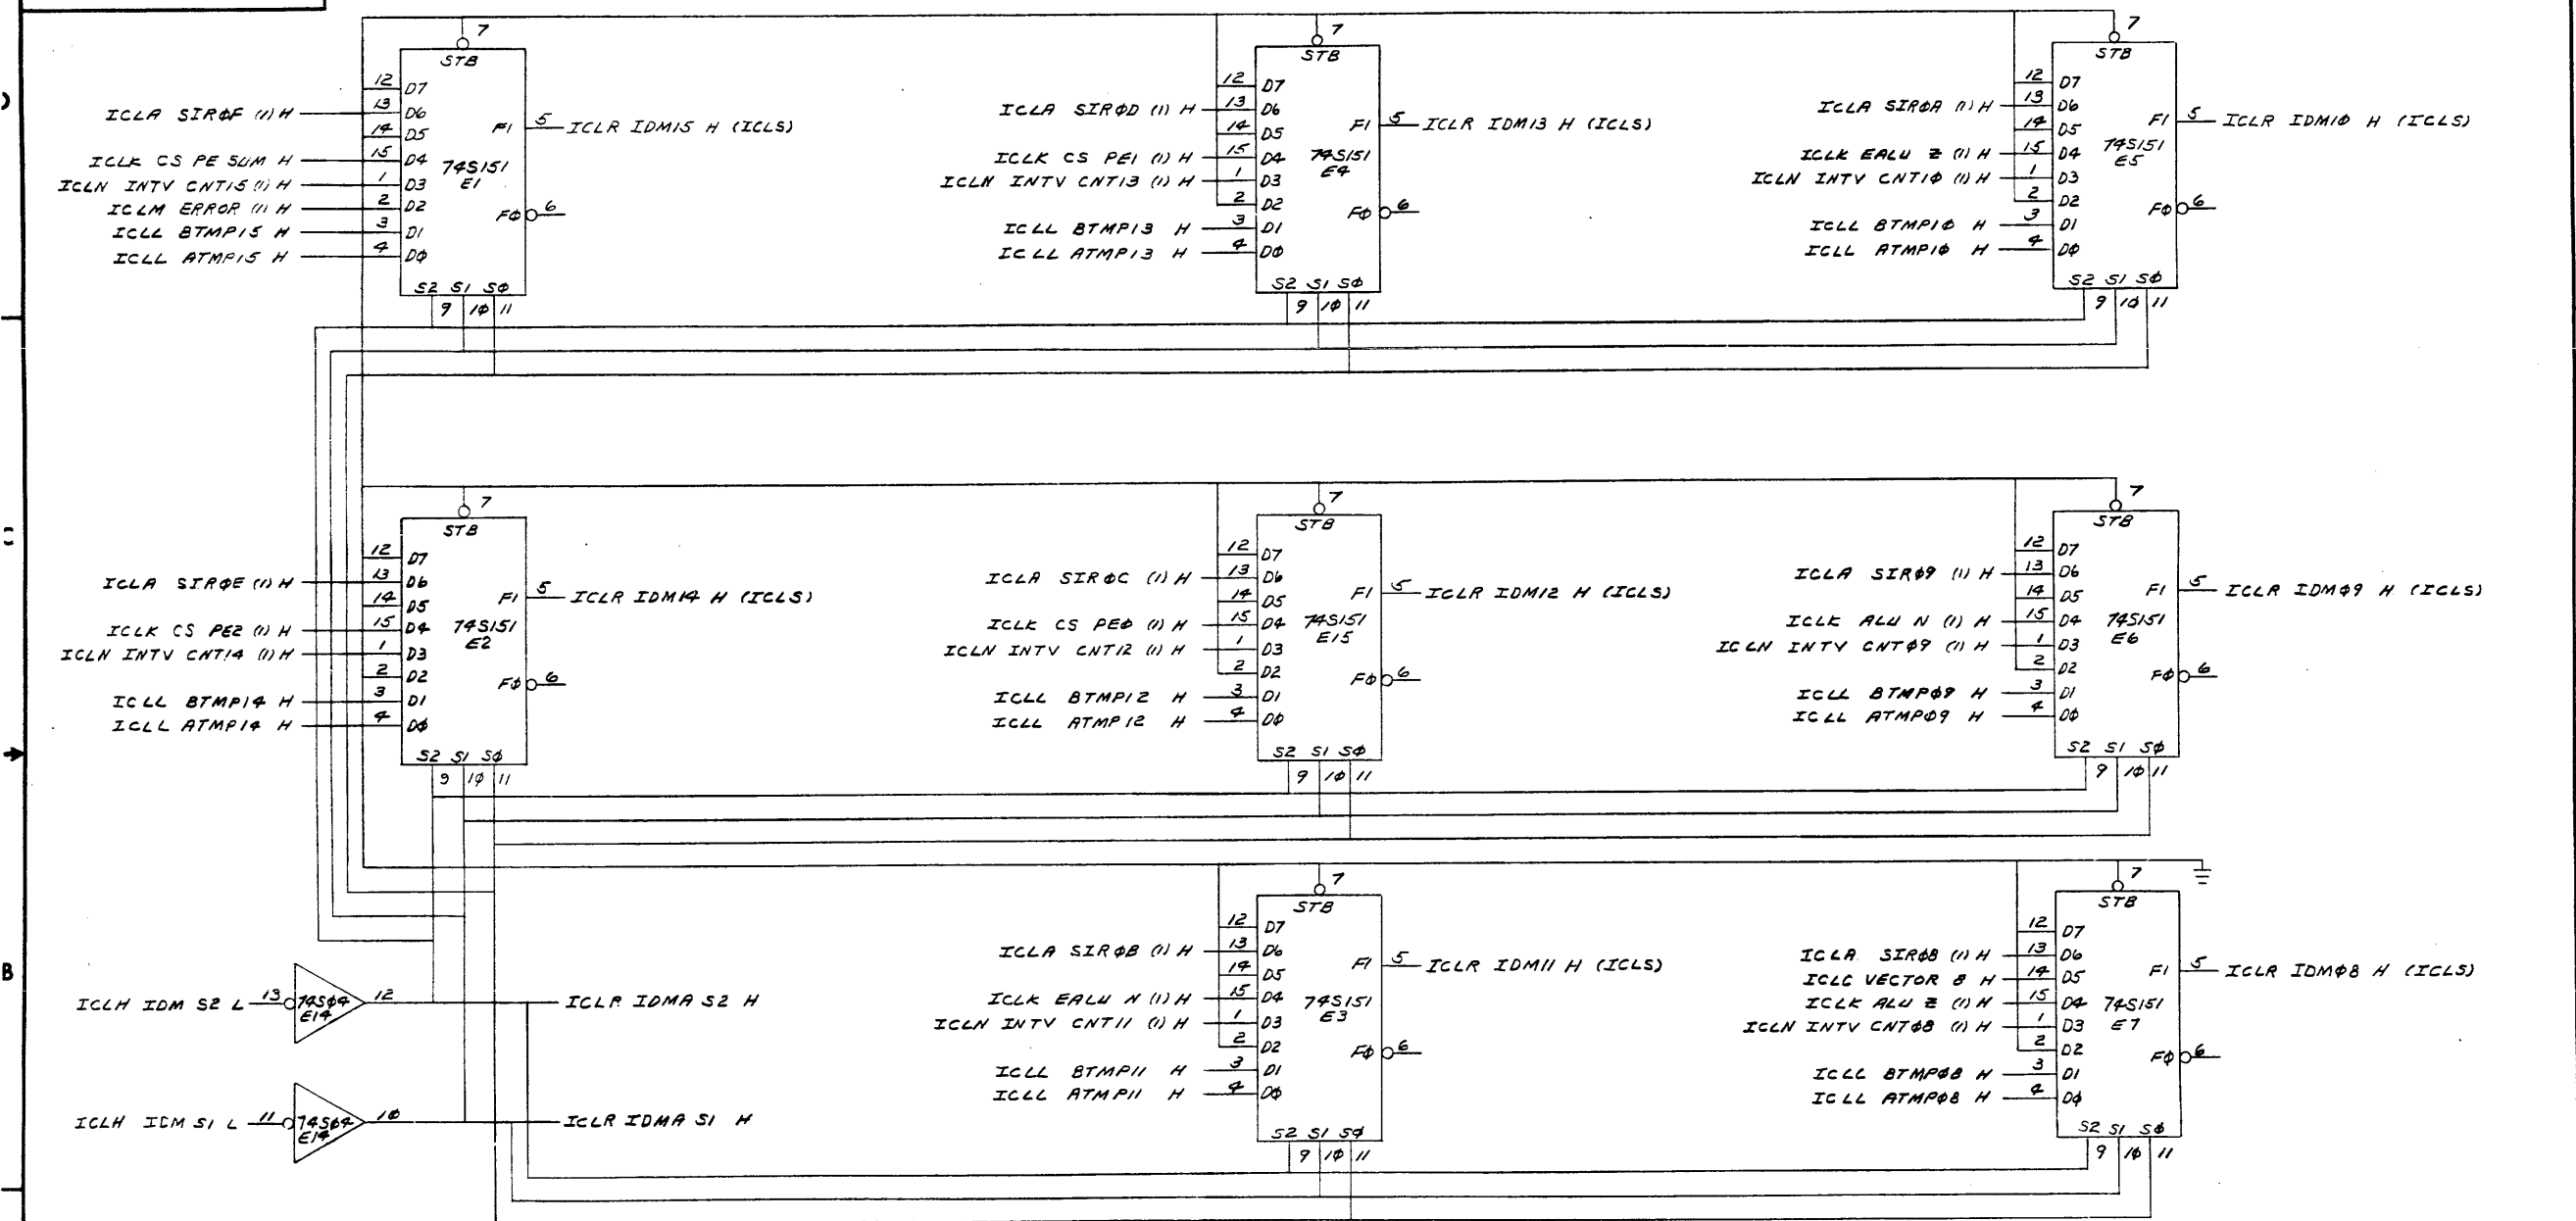 7 7 7
STB STB STB
12 D7 12 D7 12 D7
ICLA SIRØF (1) H 13 D6 ICLA SIRØD (1) H 13 D6 ICLA SIRØA (1) H 13 D6
14 D5 F1 5 ICLR IDM15 H (ICLS) 14 D5 F1 5 ICLR IDM13 H (ICLS) 14 D5 F1 5 ICLR IDM1Ø H (ICLS)
ICLK CS PE SUM H 15 D4 74S151 ICLK CS PE1 (1) H 15 D4 74S151 ICLK EALU Z (1) H 15 D4 74S151
ICLN INTV CNT15 (1) H 1 D3 E1 ICLN INTV CNT13 (1) H 1 D3 E4 ICLN INTV CNT1Ø (1) H 1 D3 E5
ICLM ERROR (1) H 2 D2 FØ 6 2 D2 FØ 6 2 D2 FØ 6
ICLL BTMP15 H 3 D1 ICLL BTMP13 H 3 D1 ICLL BTMP1Ø H 3 D1
ICLL ATMP15 H 4 DØ ICLL ATMP13 H 4 DØ ICLL ATMP1Ø H 4 DØ
S2 S1 SØ S2 S1 SØ S2 S1 SØ
9 1Ø 11 9 1Ø 11 9 1Ø 11
7 7 7
STB STB STB
12 D7 12 D7 12 D7
ICLA SIRØE (1) H 13 D6 ICLA SIRØC (1) H 13 D6 ICLA SIRØ9 (1) H 13 D6
14 D5 F1 5 ICLR IDM14 H (ICLS) 14 D5 F1 5 ICLR IDM12 H (ICLS) 14 D5 F1 5 ICLR IDMØ9 H (ICLS)
ICLK CS PE2 (1) H 15 D4 74S151 ICLK CS PEØ (1) H 15 D4 74S151 ICLK ALU N (1) H 15 D4 74S151
ICLN INTV CNT14 (1) H 1 D3 E2 ICLN INTV CNT12 (1) H 1 D3 E15 ICLN INTV CNTØ9 (1) H 1 D3 E6
2 D2 FØ 6 2 D2 FØ 6 2 D2 FØ 6
ICLL BTMP14 H 3 D1 ICLL BTMP12 H 3 D1 ICLL BTMPØ9 H 3 D1
ICLL ATMP14 H 4 DØ ICLL ATMP12 H 4 DØ ICLL ATMPØ9 H 4 DØ
S2 S1 SØ S2 S1 SØ S2 S1 SØ
9 1Ø 11 9 1Ø 11 9 1Ø 11
7 7
STB STB
12 D7 12 D7
ICLA SIRØB (1) H 13 D6 ICLA SIRØ8 (1) H 13 D6
14 D5 F1 5 ICLR IDM11 H (ICLS) ICLC VECTOR 8 H 14 D5 F1 5 ICLR IDMØ8 H (ICLS)
B
ICLH IDM S2 L 13 74SØ4 E14 12 ICLR IDMA S2 H ICLK EALU N (1) H 15 D4 74S151 ICLK ALU Z (1) H 15 D4 74S151
ICLN INTV CNT11 (1) H 1 D3 E3 ICLN INTV CNTØ8 (1) H 1 D3 E7
2 D2 FØ 6 2 D2 FØ 6
ICLL BTMP11 H 3 D1 ICLL BTMPØ8 H 3 D1
ICLL ATMP11 H 4 DØ ICLL ATMPØ8 H 4 DØ
ICLH IDM S1 L 11 74SØ4 E14 1Ø ICLR IDMA S1 H
S2 S1 SØ S2 S1 SØ
9 1Ø 11 9 1Ø 11